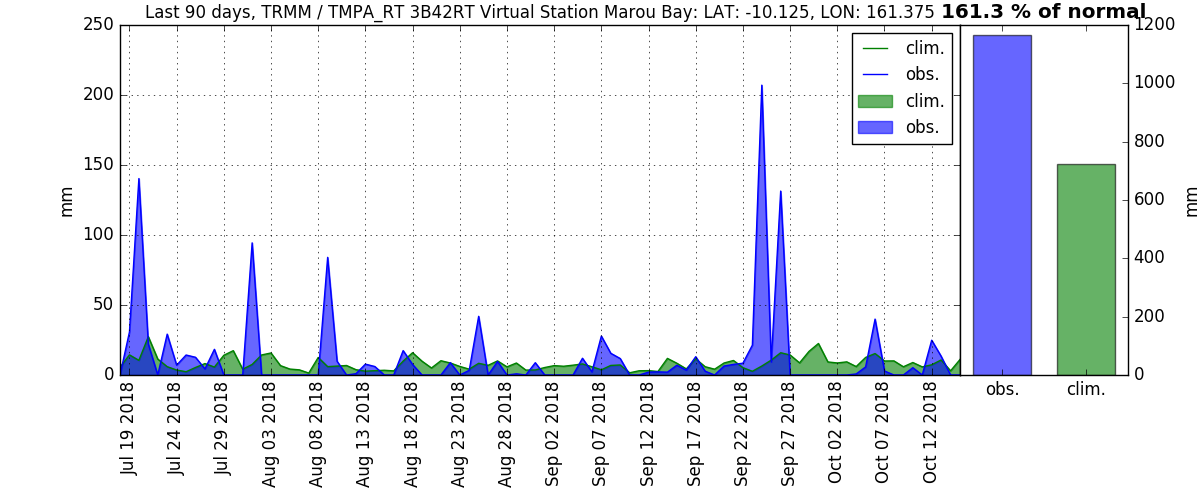 Last 90 days, TRMM / TMPA_RT 3B42RT Virtual Station Marou Bay: LAT: -10.125, LON: 161.375 161.3 % of normal
250
200
150
100
50
0
mm
clim.
obs.
clim.
obs.
Jul 19 2018
Jul 24 2018
Jul 29 2018
Aug 03 2018
Aug 08 2018
Aug 13 2018
Aug 18 2018
Aug 23 2018
Aug 28 2018
Sep 02 2018
Sep 07 2018
Sep 12 2018
Sep 17 2018
Sep 22 2018
Sep 27 2018
Oct 02 2018
Oct 07 2018
Oct 12 2018
1200
1000
800
600
400
200
0
mm
obs.
clim.